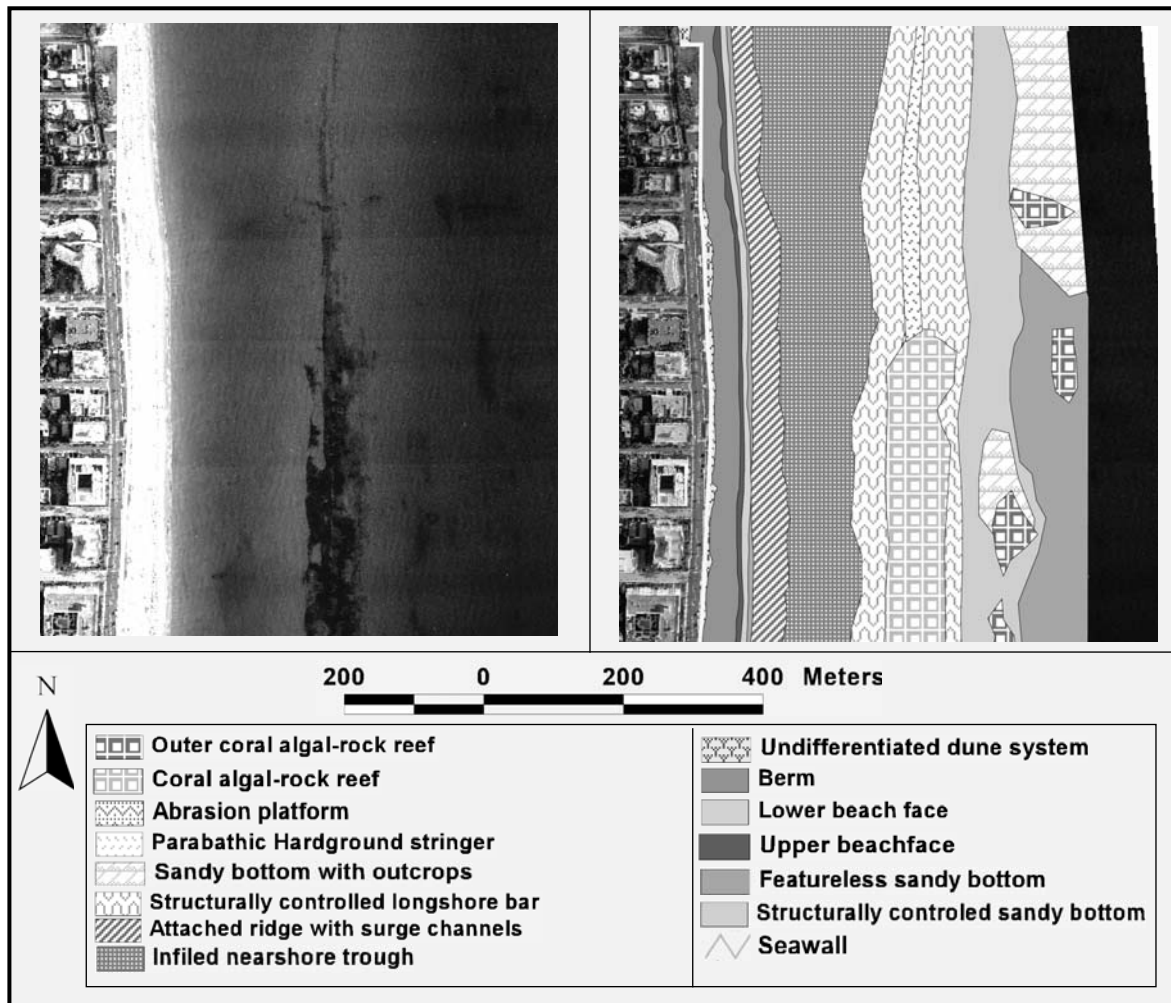 N
200 0 200 400 Meters
Outer coral algal-rock reef
Coral algal-rock reef
Abrasion platform
Parabathic Hardground stringer
Sandy bottom with outcrops
Structurally controlled longshore bar
Attached ridge with surge channels
Infiled nearshore trough
Undifferentiated dune system
Berm
Lower beach face
Upper beachface
Featureless sandy bottom
Structurally controled sandy bottom
Seawall